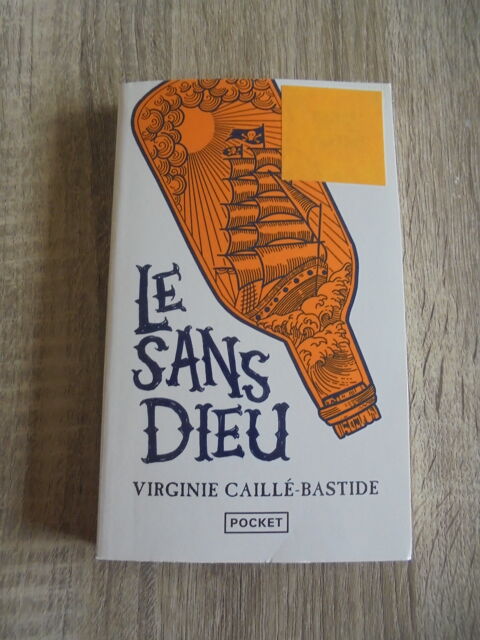 LE
SANS
DIEU
VIRGINIE CAILLÉ-BASTIDE
POCKET